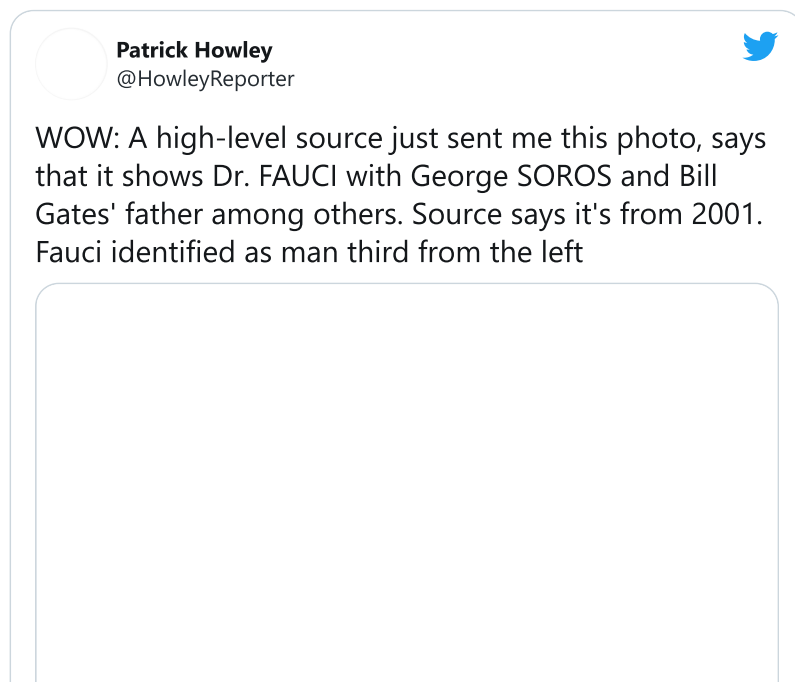 Patrick Howley
@HowleyReporter
WOW: A high-level source just sent me this photo, says
that it shows Dr. FAUCI with George SOROS and Bill
Gates' father among others. Source says it's from 2001.
Fauci identified as man third from the left